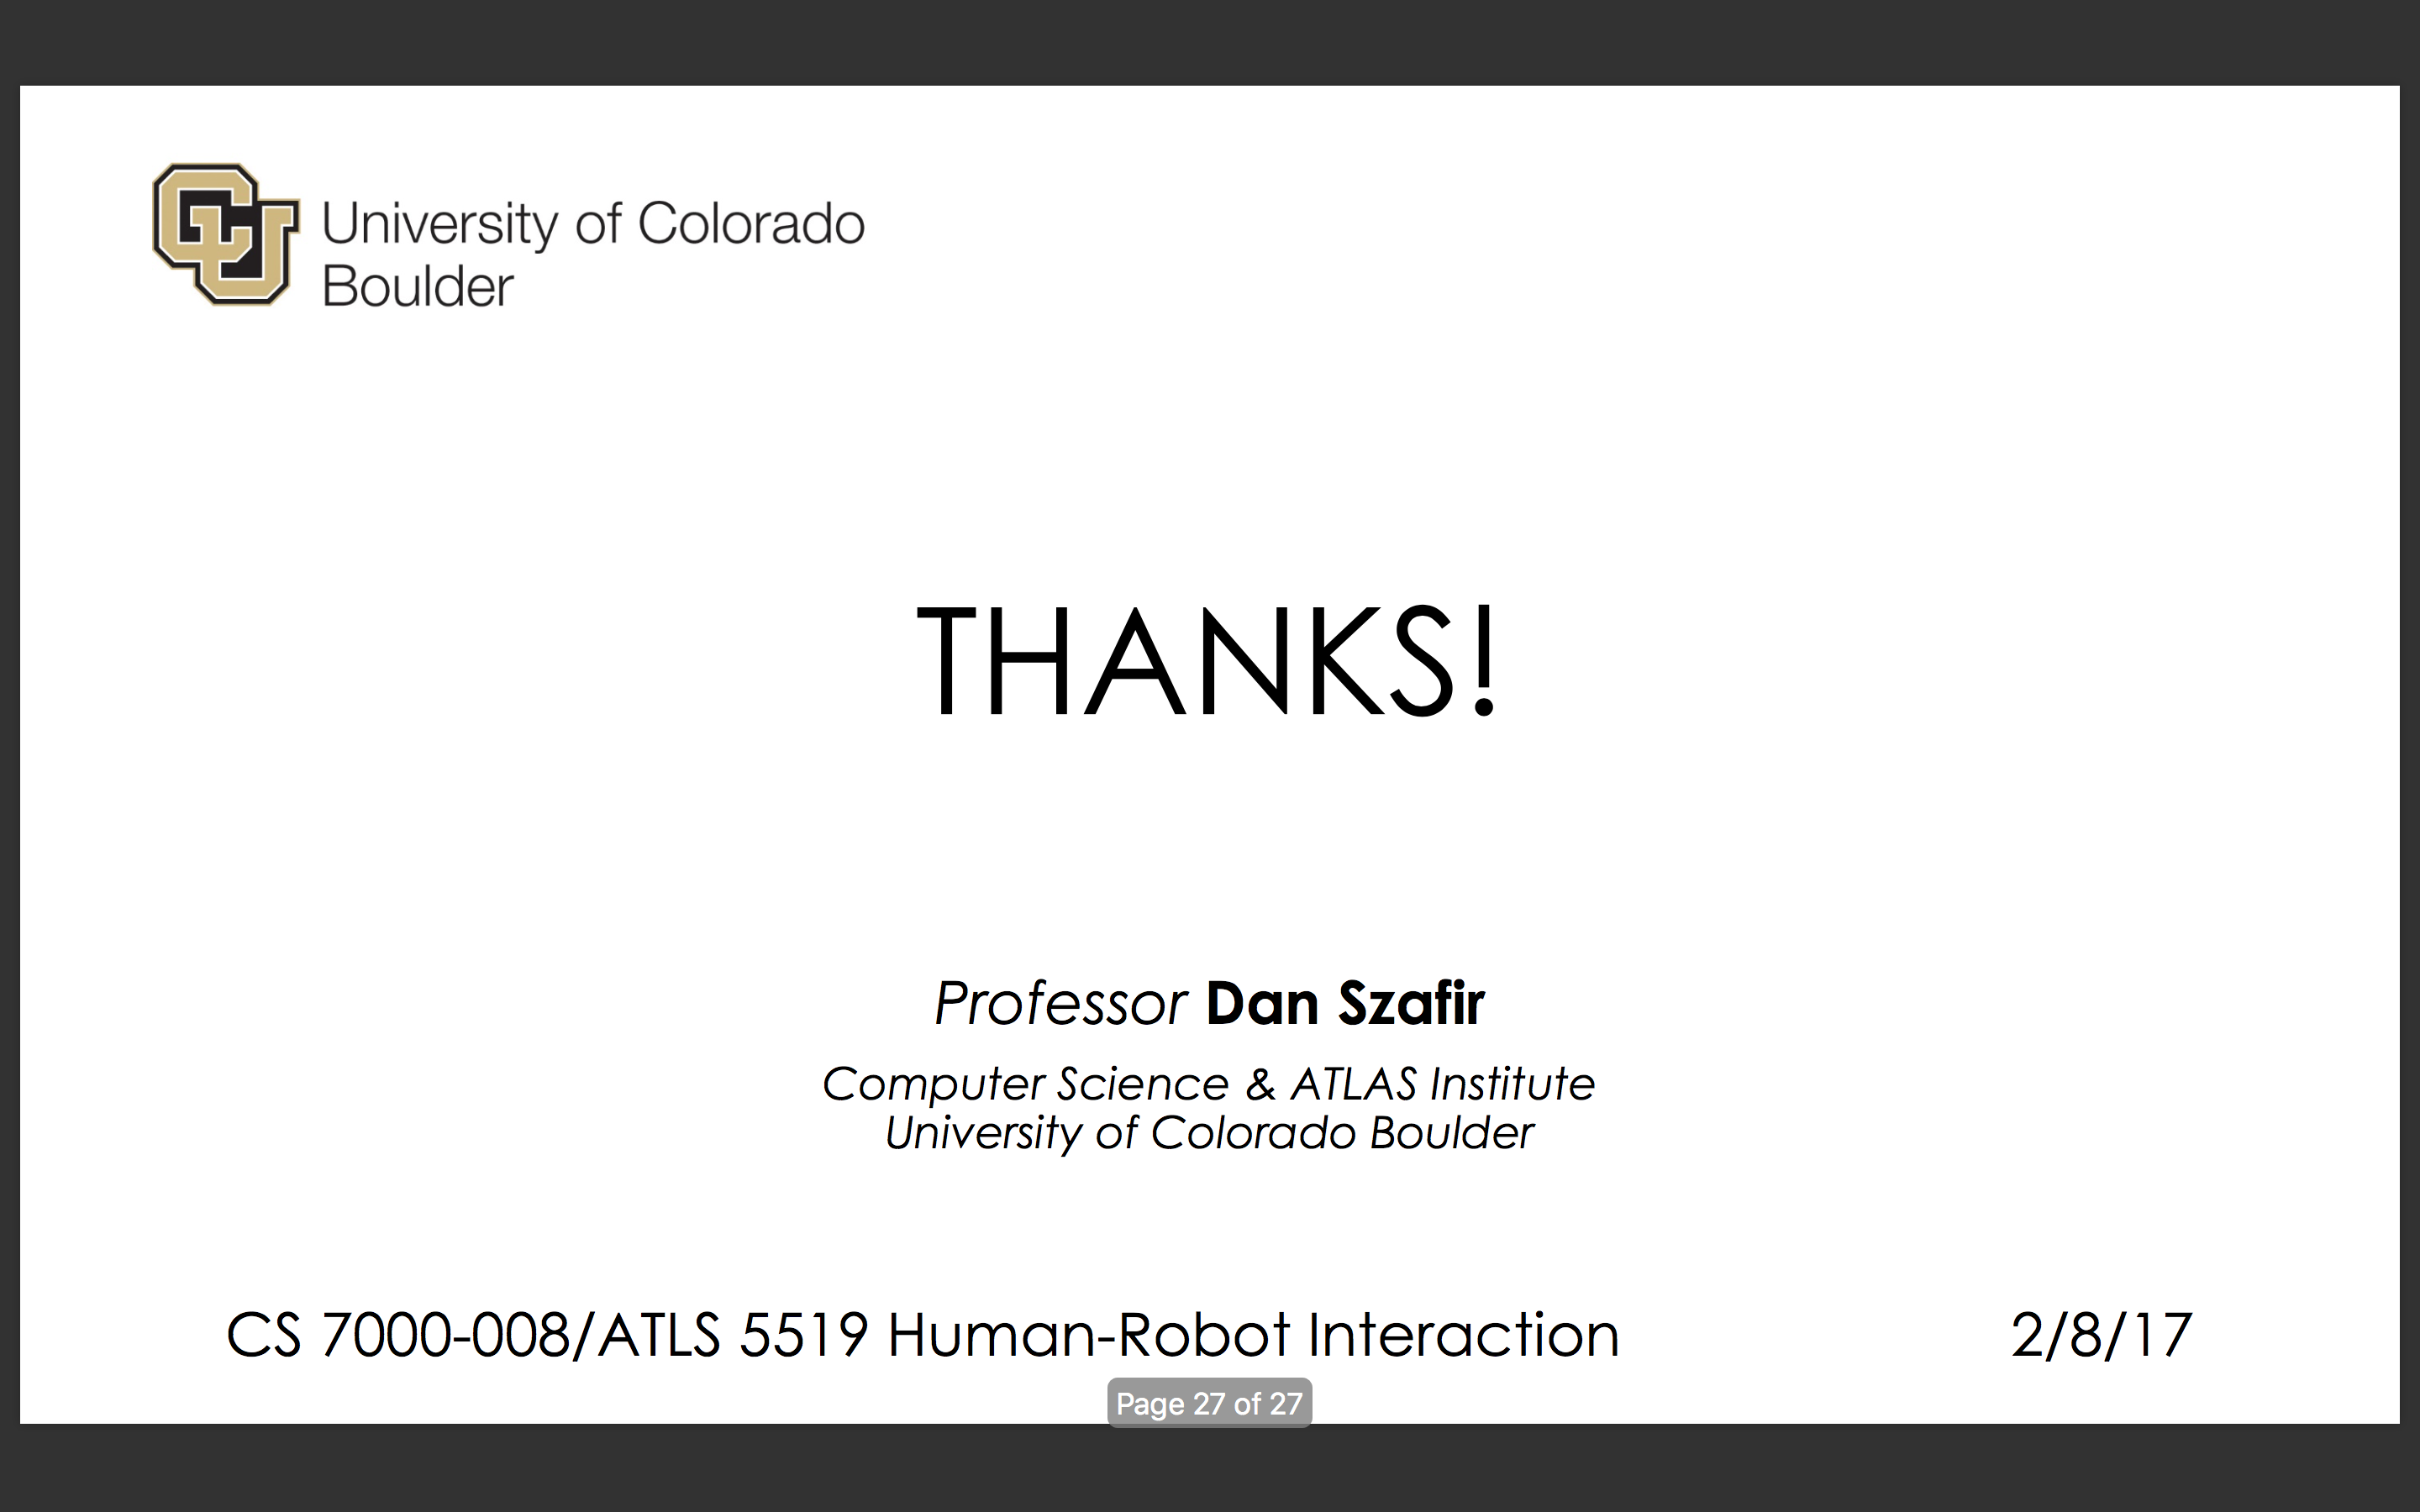 CU
University of Colorado
Boulder
THANKS!
Professor Dan Szafir
Computer Science & ATLAS Institute
University of Colorado Boulder
CS 7000-008/ATLS 5519 Human-Robot Interaction
2/8/17
Page 27 of 27